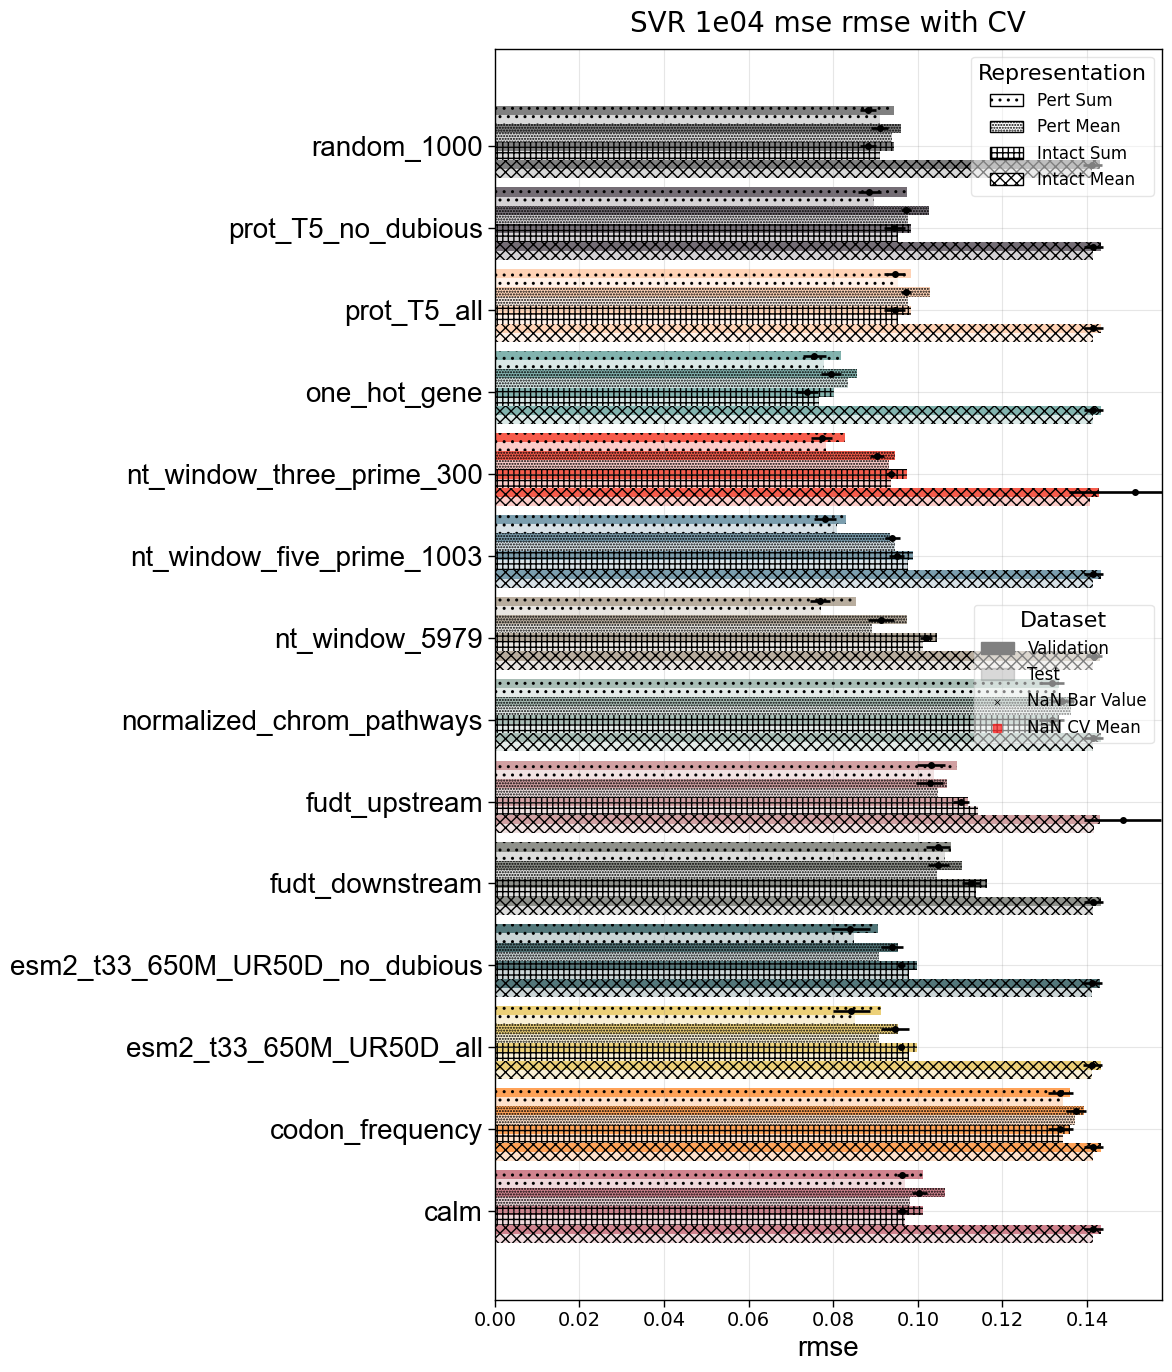 SVR 1e04 mse rmse with CV
Representation
Pert Sum
Pert Mean
Intact Sum
Intact Mean
random_1000
prot_T5_no_dubious
prot_T5_all
one_hot_gene
nt_window_three_prime_300
nt_window_five_prime_1003
nt_window_5979
Dataset
Validation
Test
NaN Bar Value
NaN CV Mean
normalized_chrom_pathways
fudt_upstream
fudt_downstream
esm2_t33_650M_UR50D_no_dubious
esm2_t33_650M_UR50D_all
codon_frequency
calm
0.00 0.02 0.04 0.06 0.08 0.10 0.12 0.14
rmse